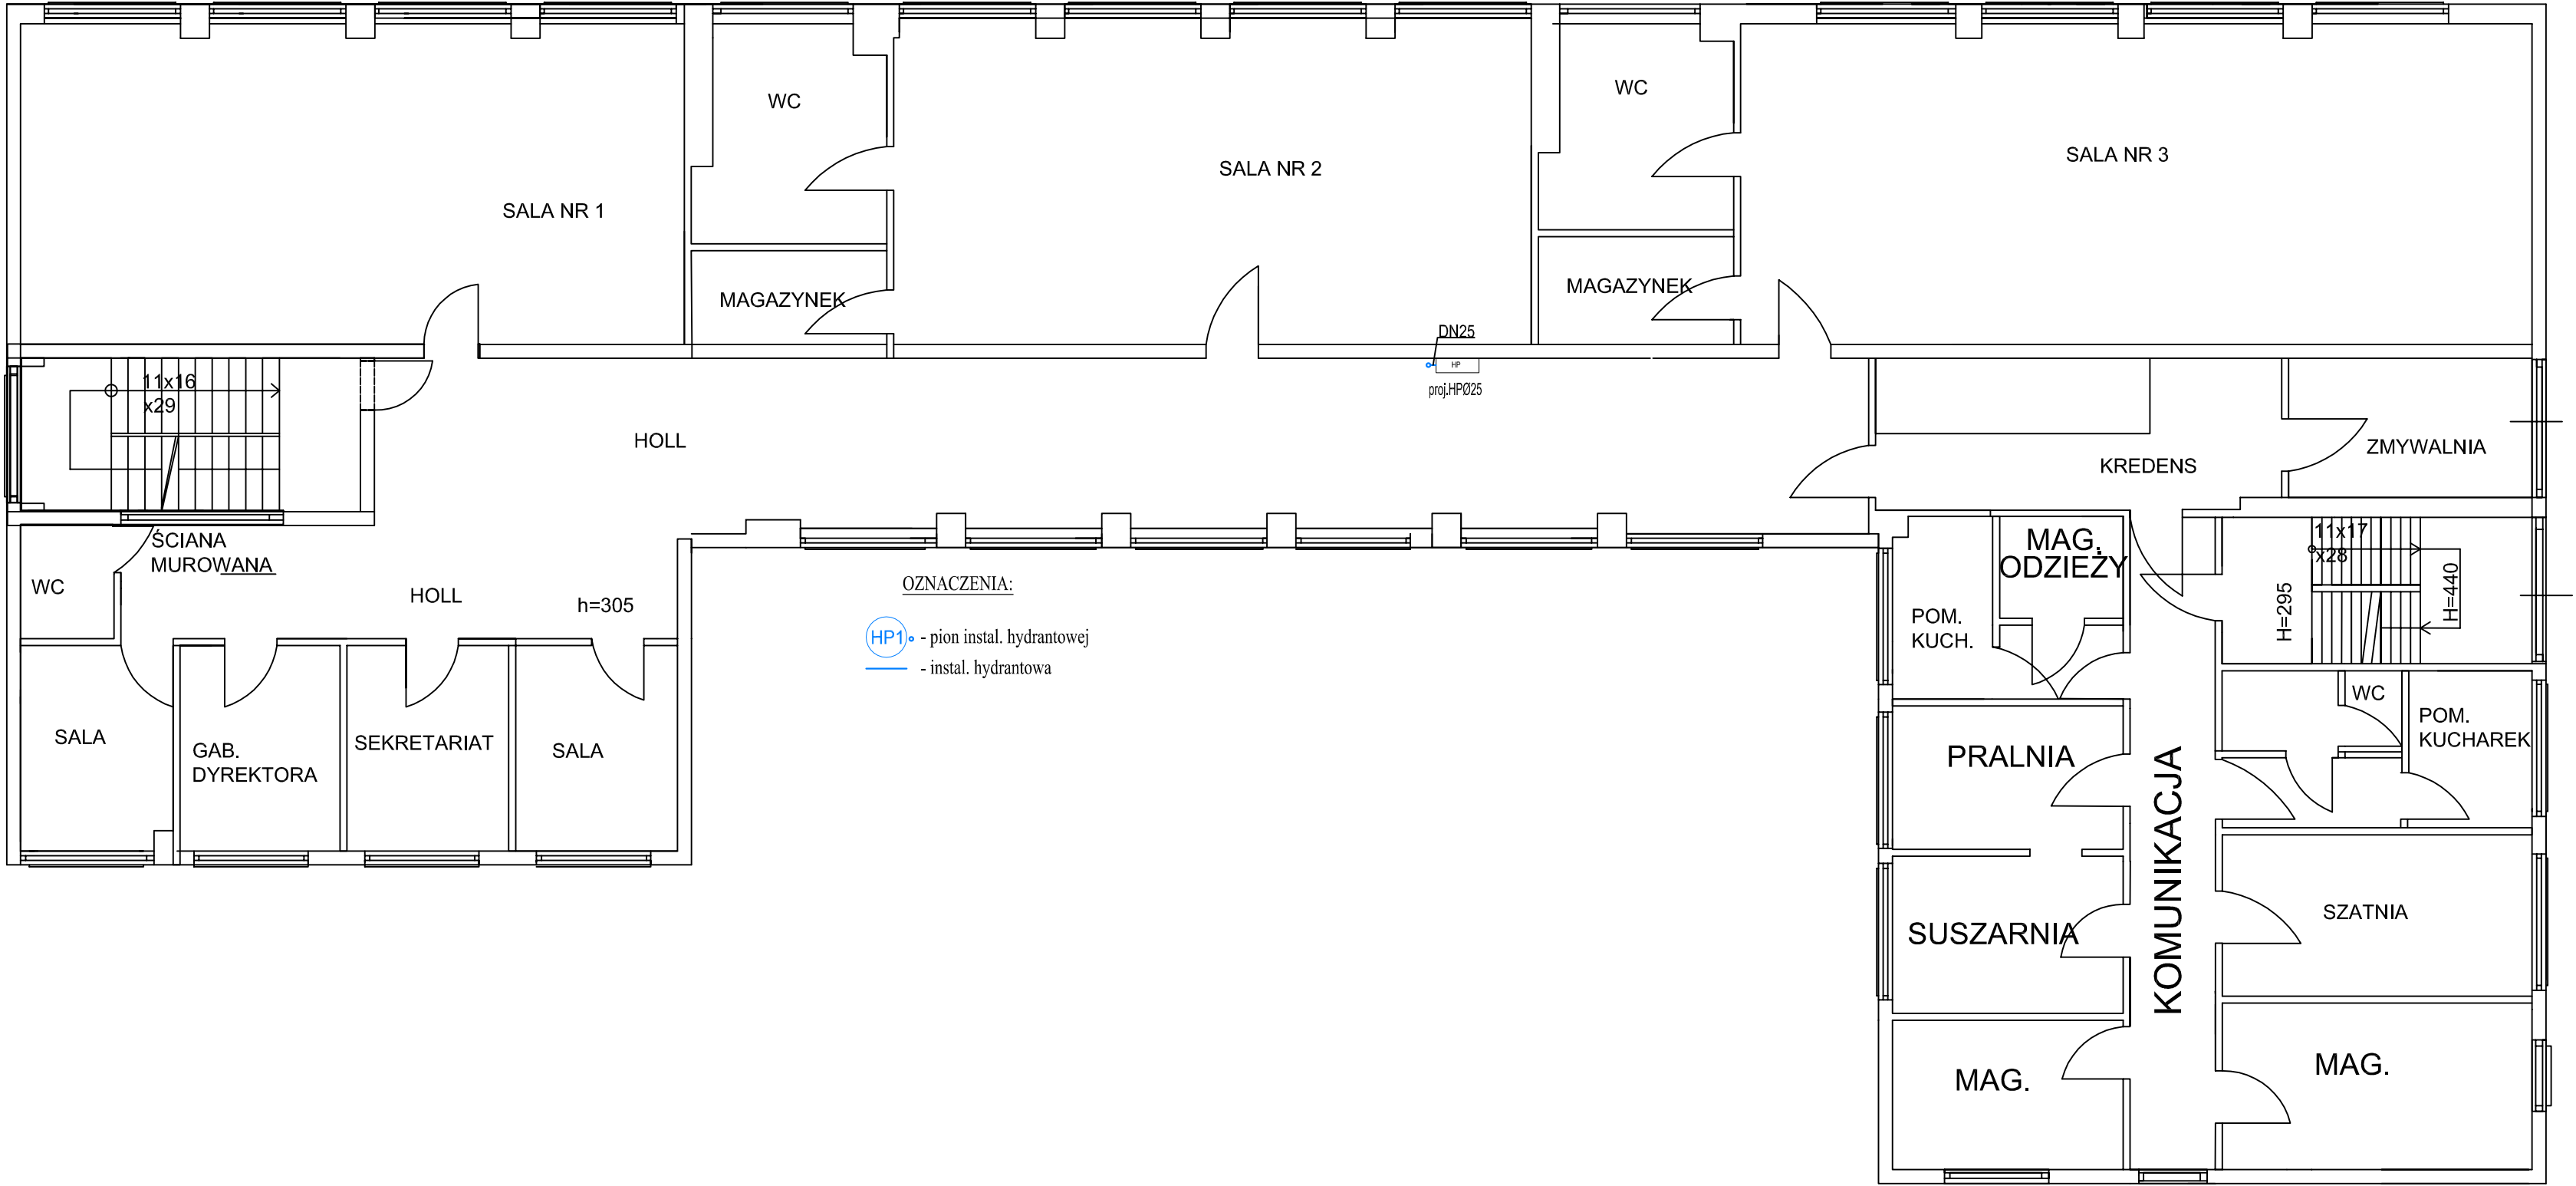 WC
WC
SALA NR 1
SALA NR 2
SALA NR 3
MAGAZYNEK
MAGAZYNEK
DN25
HP
proj.HPØ25
11x16
x29
HOLL
KREDENS
ZMYWALNIA
ŚCIANA
MUROWANA
WC
HOLL
h=305
OZNACZENIA:
HP1 - pion instal. hydrantowej
- instal. hydrantowa
MAG.
ODZIEŻY
11x17
x28
H=295
H=440
POM.
KUCH.
WC
POM.
KUCHAREK
SALA
GAB.
DYREKTORA
SEKRETARIAT
SALA
PRALNIA
KOMUNIKACJA
SUSZARNIA
SZATNIA
MAG.
MAG.